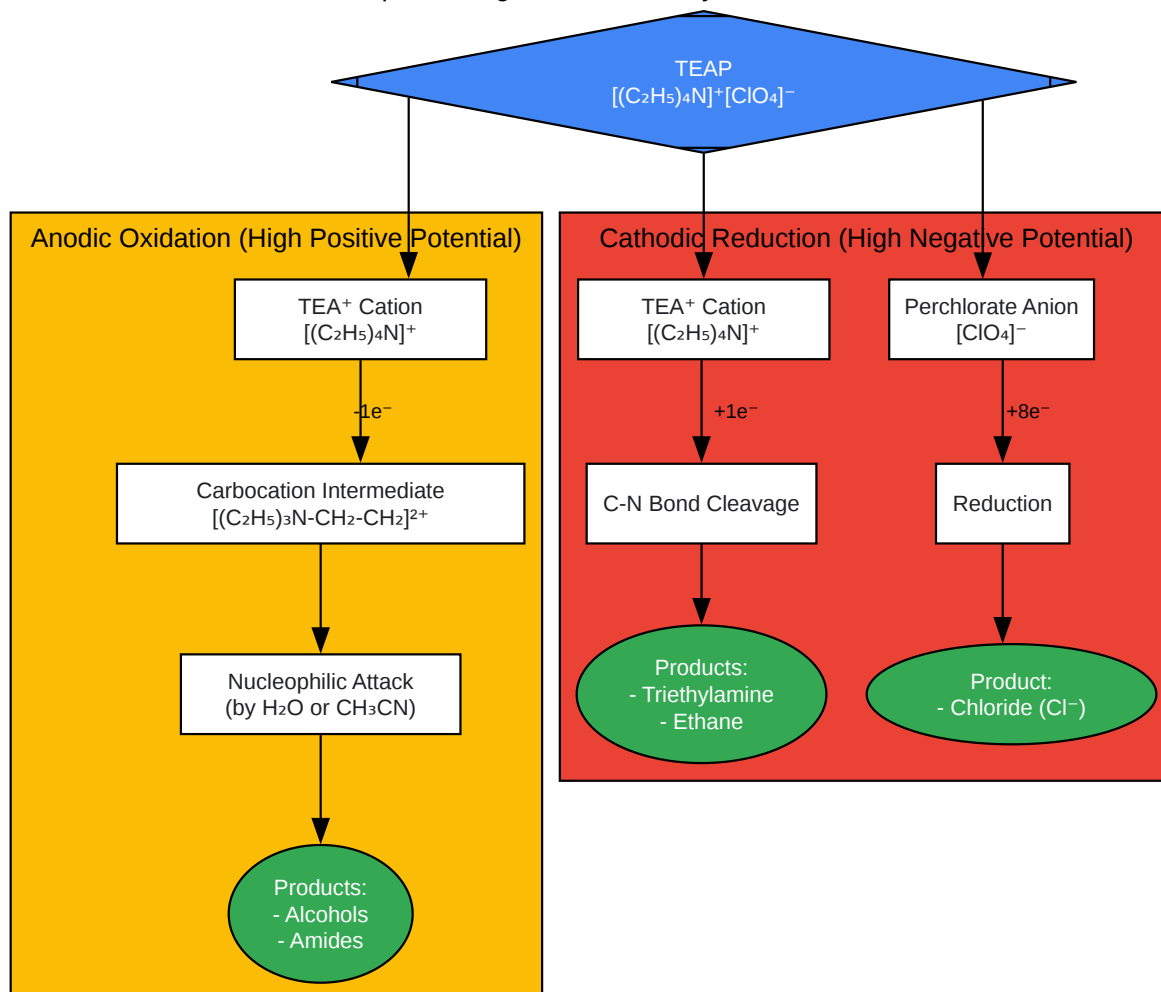 TEAP
[(C₂H₅)₄N]⁺[ClO₄]⁻
Anodic Oxidation (High Positive Potential)
TEA⁺ Cation
[(C₂H₅)₄N]⁺
-1e⁻
Carbocation Intermediate
[(C₂H₅)₃N-CH₂-CH₂]²⁺
Nucleophilic Attack
(by H₂O or CH₃CN)
Products:
- Alcohols
- Amides
Cathodic Reduction (High Negative Potential)
TEA⁺ Cation
[(C₂H₅)₄N]⁺
+1e⁻
C-N Bond Cleavage
Products:
- Triethylamine
- Ethane
Perchlorate Anion
[ClO₄]⁻
+8e⁻
Reduction
Product:
- Chloride (Cl⁻)